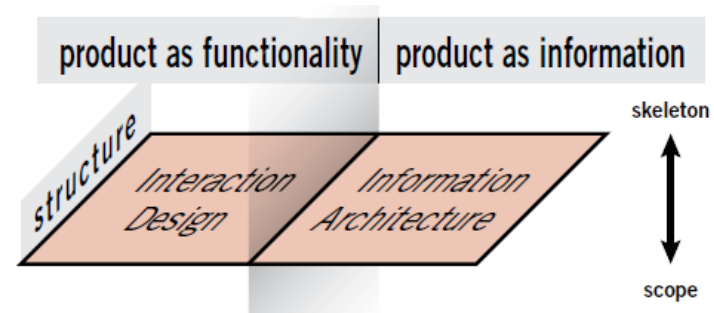 product as functionality
product as information
structure
skeleton
Interaction
Design
Information
Architecture
scope